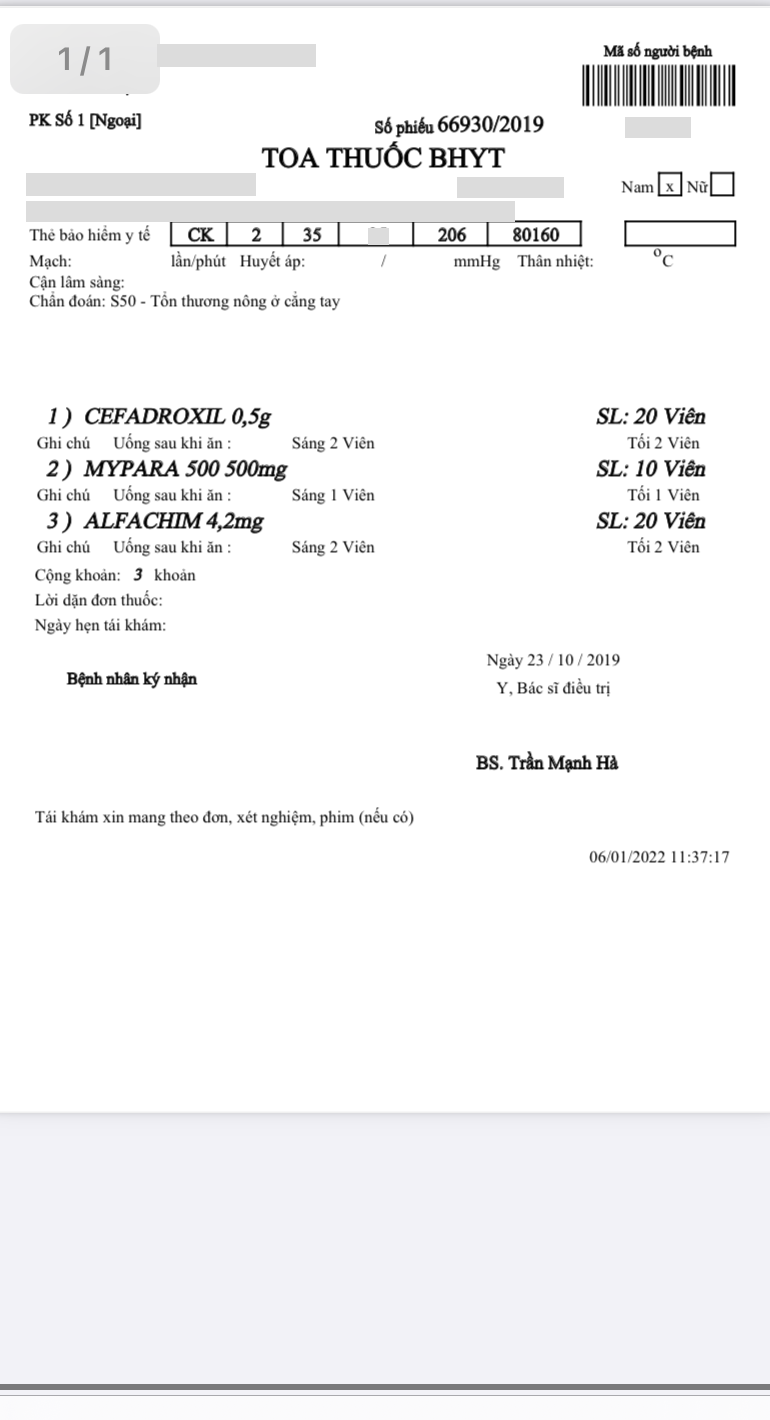 1/1
Mã số người bệnh
PK Số 1 [Ngoại]
Số phiếu 66930/2019
TOA THUỐC BHYT
Nam x Nữ
Thẻ bảo hiểm y tế CK 2 35 206 80160
Mạch: lần/phút Huyết áp: / mmHg Thân nhiệt: °C
Cận lâm sàng:
Chẩn đoán: S50 - Tổn thương nông ở cẳng tay
1 ) CEFADROXIL 0,5g SL: 20 Viên
Ghi chú Uống sau khi ăn : Sáng 2 Viên Tối 2 Viên
2 ) MYPARA 500 500mg SL: 10 Viên
Ghi chú Uống sau khi ăn : Sáng 1 Viên Tối 1 Viên
3 ) ALFACHIM 4,2mg SL: 20 Viên
Ghi chú Uống sau khi ăn : Sáng 2 Viên Tối 2 Viên
Cộng khoản: 3 khoản
Lời dặn đơn thuốc:
Ngày hẹn tái khám:
Ngày 23 / 10 / 2019
Bệnh nhân ký nhận
Y, Bác sĩ điều trị
BS. Trần Mạnh Hà
Tái khám xin mang theo đơn, xét nghiệm, phim (nếu có)
06/01/2022 11:37:17